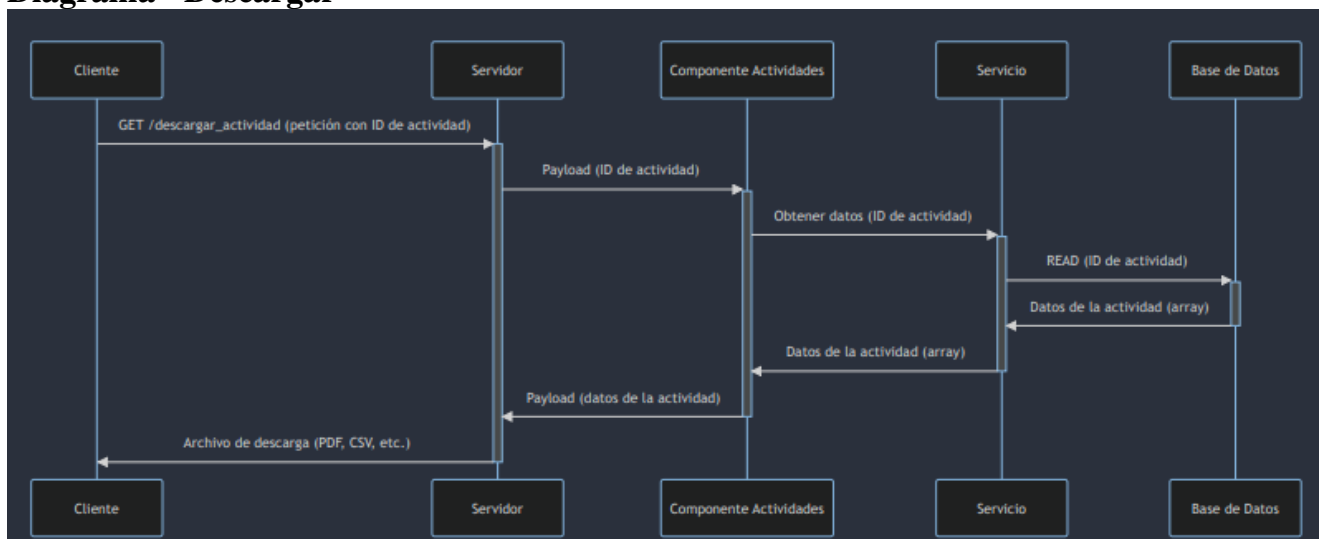 Diagrama - Descargar
Cliente
Servidor
Componente Actividades
Servicio
Base de Datos
GET /descargar_actividad (petición con ID de actividad)
Payload (ID de actividad)
Obtener datos (ID de actividad)
READ (ID de actividad)
Datos de la actividad (array)
Datos de la actividad (array)
Payload (datos de la actividad)
Archivo de descarga (PDF, CSV, etc.)
Cliente
Servidor
Componente Actividades
Servicio
Base de Datos